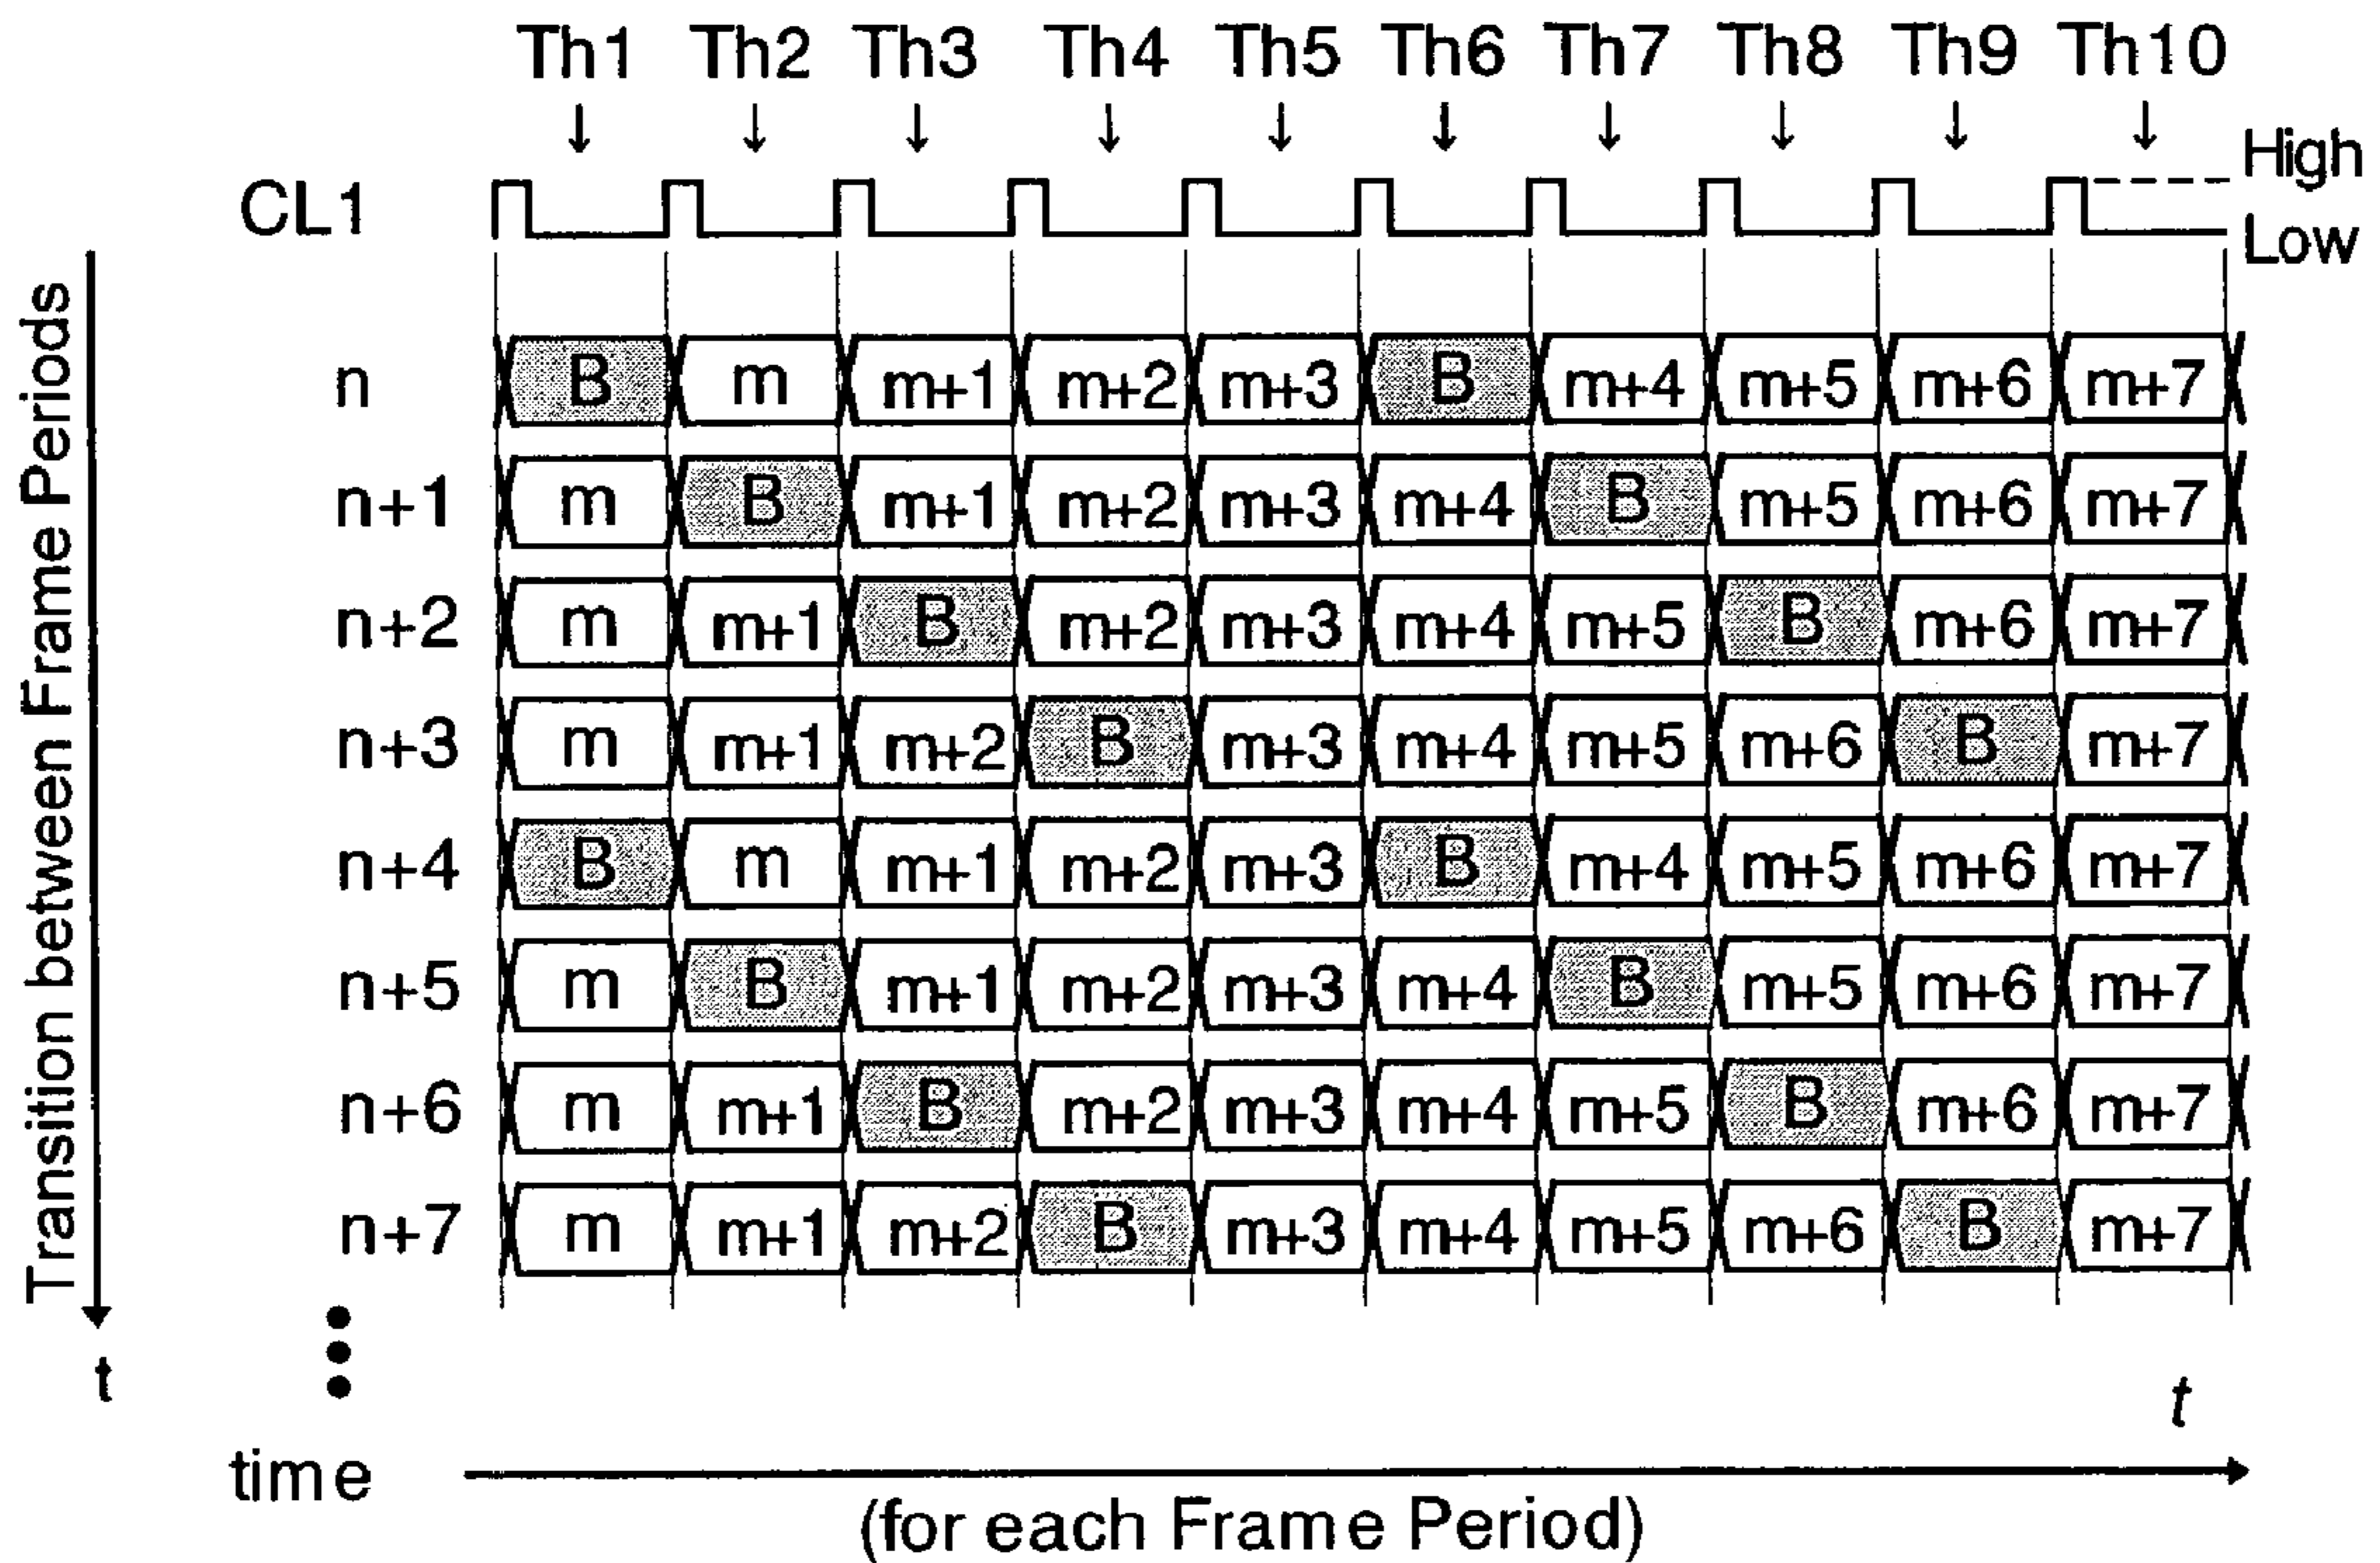 Th1 Th2 Th3 Th4 Th5 Th6 Th7 Th8 Th9 Th10
CL1
High
Low
Transition between Frame Periods
t
n B m m+1 m+2 m+3 B m+4 m+5 m+6 m+7
n+1 m B m+1 m+2 m+3 m+4 B m+5 m+6 m+7
n+2 m m+1 B m+2 m+3 m+4 m+5 B m+6 m+7
n+3 m m+1 m+2 B m+3 m+4 m+5 m+6 B m+7
n+4 B m m+1 m+2 m+3 B m+4 m+5 m+6 m+7
n+5 m B m+1 m+2 m+3 m+4 B m+5 m+6 m+7
n+6 m m+1 B m+2 m+3 m+4 m+5 B m+6 m+7
n+7 m m+1 m+2 B m+3 m+4 m+5 m+6 B m+7
t
time
(for each Frame Period)